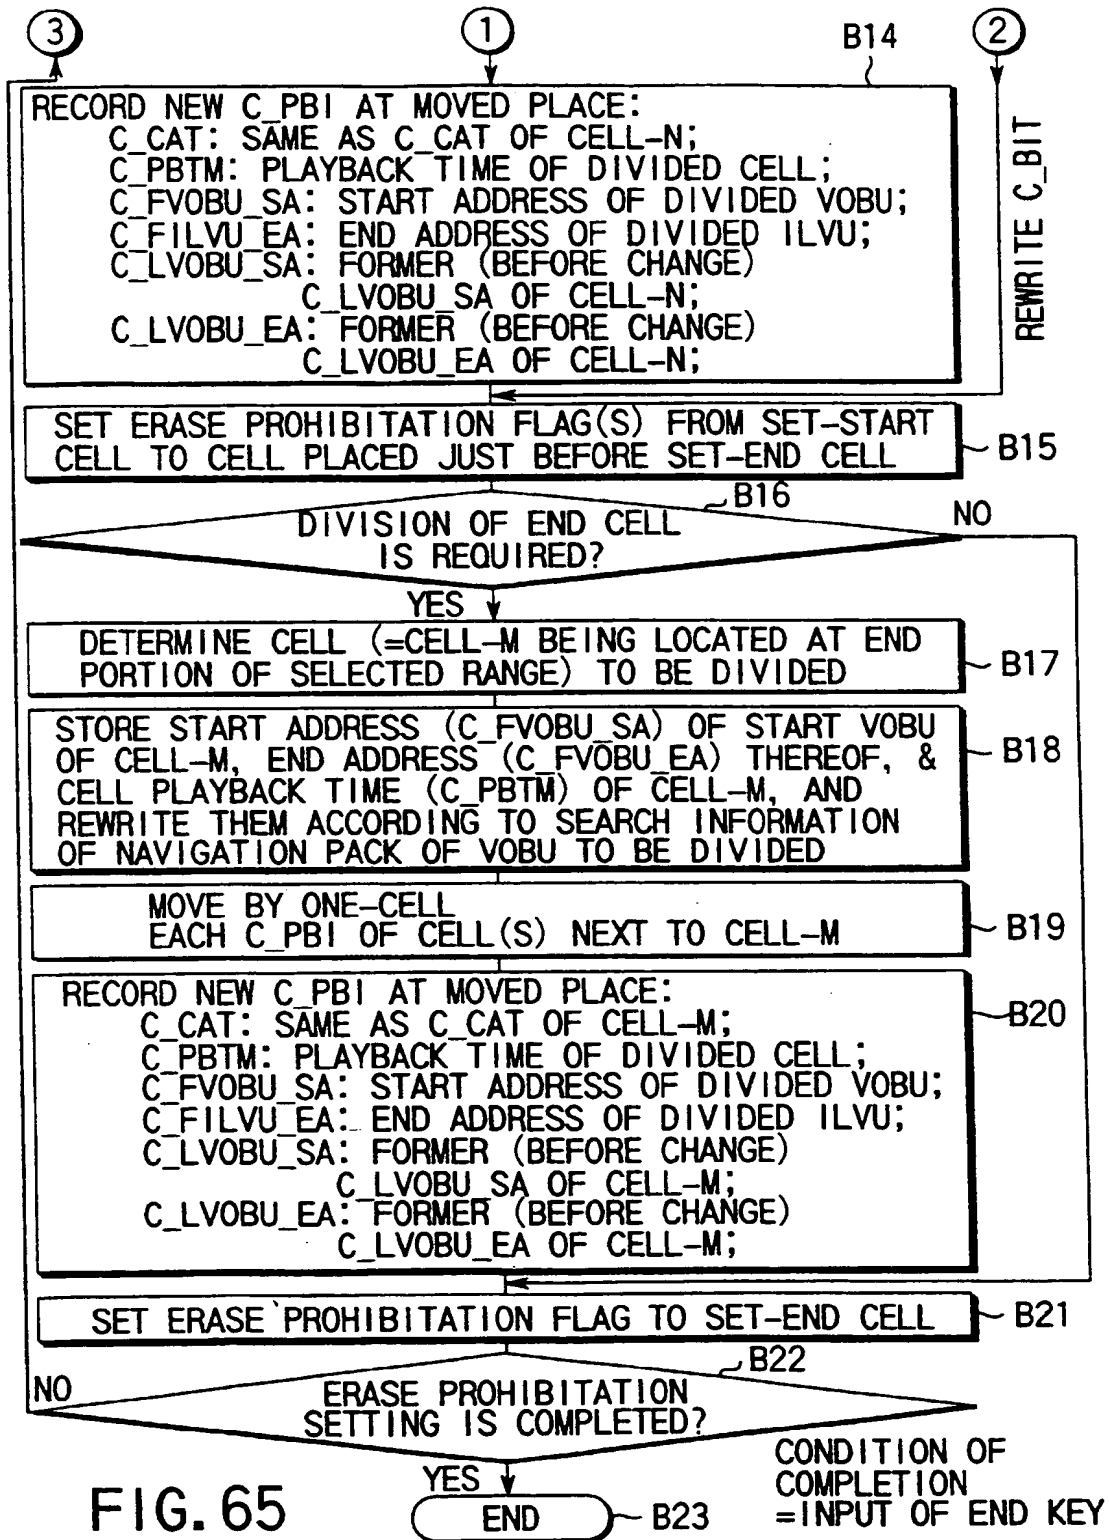 3
1
2
B14
RECORD NEW C_PBI AT MOVED PLACE:
C_CAT: SAME AS C_CAT OF CELL-N;
C_PBTM: PLAYBACK TIME OF DIVIDED CELL;
C_FVOBU_SA: START ADDRESS OF DIVIDED VOBU;
C_FILVU_EA: END ADDRESS OF DIVIDED ILVU;
C_LVOBU_SA: FORMER (BEFORE CHANGE)
C_LVOBU_SA OF CELL-N;
C_LVOBU_EA: FORMER (BEFORE CHANGE)
C_LVOBU_EA OF CELL-N;
REWRITE C_BIT
SET ERASE PROHIBITATION FLAG(S) FROM SET-START
CELL TO CELL PLACED JUST BEFORE SET-END CELL
B15
B16
DIVISION OF END CELL
IS REQUIRED?
NO
YES
DETERMINE CELL (=CELL-M BEING LOCATED AT END
PORTION OF SELECTED RANGE) TO BE DIVIDED
B17
STORE START ADDRESS (C_FVOBU_SA) OF START VOBU
OF CELL-M, END ADDRESS (C_FVOBU_EA) THEREOF, &
CELL PLAYBACK TIME (C_PBTM) OF CELL-M, AND
REWRITE THEM ACCORDING TO SEARCH INFORMATION
OF NAVIGATION PACK OF VOBU TO BE DIVIDED
B18
MOVE BY ONE-CELL
EACH C_PBI OF CELL(S) NEXT TO CELL-M
B19
RECORD NEW C_PBI AT MOVED PLACE:
C_CAT: SAME AS C_CAT OF CELL-M;
C_PBTM: PLAYBACK TIME OF DIVIDED CELL;
C_FVOBU_SA: START ADDRESS OF DIVIDED VOBU;
C_FILVU_EA: END ADDRESS OF DIVIDED ILVU;
C_LVOBU_SA: FORMER (BEFORE CHANGE)
C_LVOBU_SA OF CELL-M;
C_LVOBU_EA: FORMER (BEFORE CHANGE)
C_LVOBU_EA OF CELL-M;
B20
SET ERASE PROHIBITATION FLAG TO SET-END CELL
B21
B22
NO
ERASE PROHIBITATION
SETTING IS COMPLETED?
YES
END
B23
CONDITION OF
COMPLETION
=INPUT OF END KEY
FIG. 65